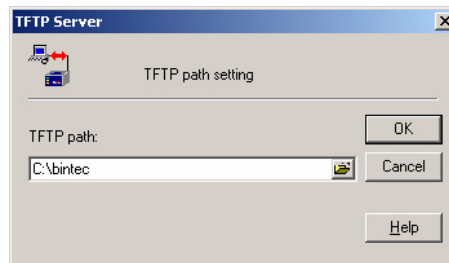 TFTP Server
TFTP path setting
OK
TFTP path:
C:\bintec
Cancel
Help